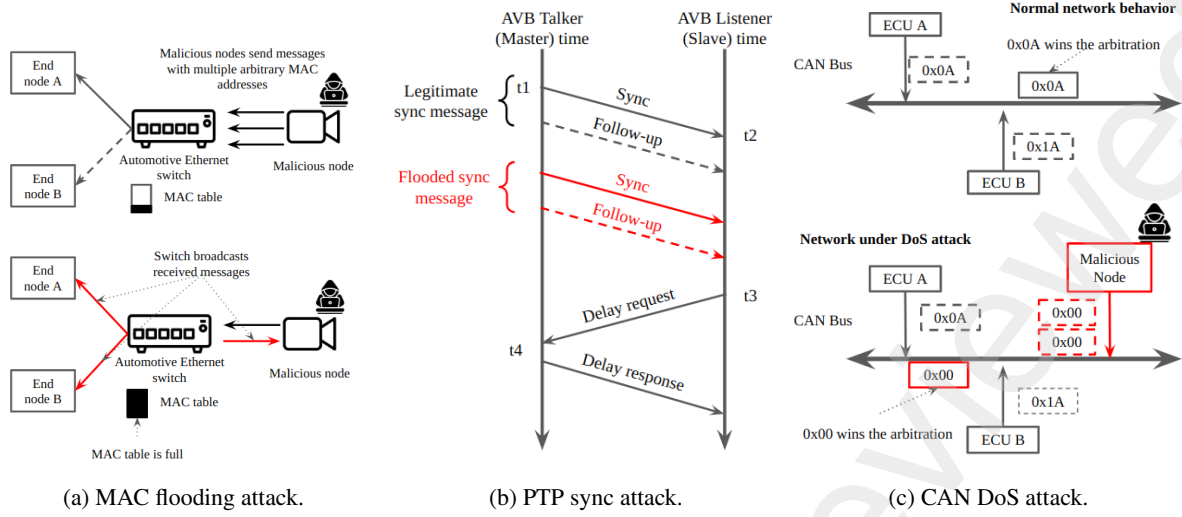 End
node A
Malicious nodes send messages
with multiple arbitrary MAC
addresses
Automotive Ethernet
switch
Malicious node
End
node B
MAC table
Switch broadcasts
received messages
End
node A
Automotive Ethernet
switch
Malicious node
End
node B
MAC table
MAC table is full
(a) MAC flooding attack.
AVB Talker
(Master) time
AVB Listener
(Slave) time
Legitimate
sync message
t1
Sync
t2
Follow-up
Flooded sync
message
Sync
Follow-up
t3
Delay request
t4
Delay response
(b) PTP sync attack.
Normal network behavior
ECU A
0x0A wins the arbitration
CAN Bus
0x0A
0x0A
0x1A
ECU B
Network under DoS attack
Malicious
Node
ECU A
CAN Bus
0x0A
0x00
0x00
0x00
0x1A
0x00 wins the arbitration
ECU B
(c) CAN DoS attack.